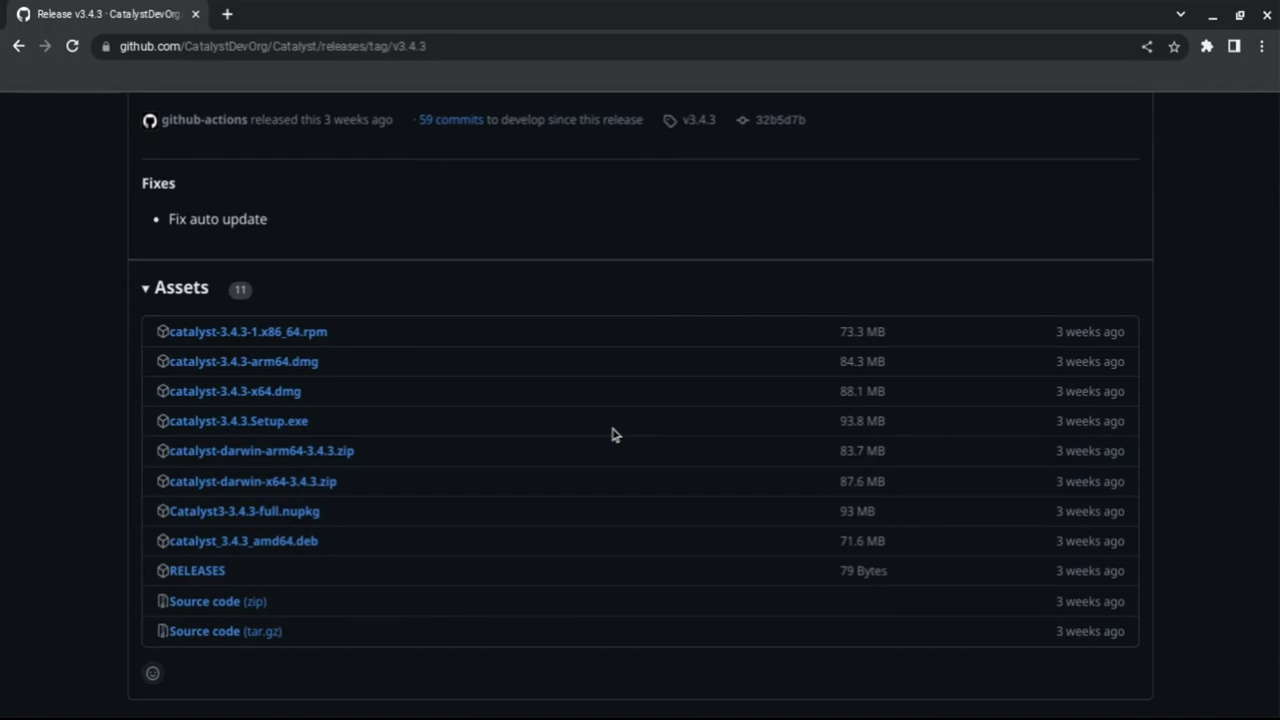 Release v3.4.3 · CatalystDevOrg
github.com/CatalystDevOrg/Catalyst/releases/tag/v3.4.3
github-actions released this 3 weeks ago · 59 commits to develop since this release v3.4.3 32b5d7b
Fixes
• Fix auto update
Assets 11
catalyst-3.4.3-1.x86_64.rpm 73.3 MB 3 weeks ago
catalyst-3.4.3-arm64.dmg 84.3 MB 3 weeks ago
catalyst-3.4.3-x64.dmg 88.1 MB 3 weeks ago
catalyst-3.4.3.Setup.exe 93.8 MB 3 weeks ago
catalyst-darwin-arm64-3.4.3.zip 83.7 MB 3 weeks ago
catalyst-darwin-x64-3.4.3.zip 87.6 MB 3 weeks ago
Catalyst3-3.4.3-full.nupkg 93 MB 3 weeks ago
catalyst_3.4.3_amd64.deb 71.6 MB 3 weeks ago
RELEASES 79 Bytes 3 weeks ago
Source code (zip) 3 weeks ago
Source code (tar.gz) 3 weeks ago